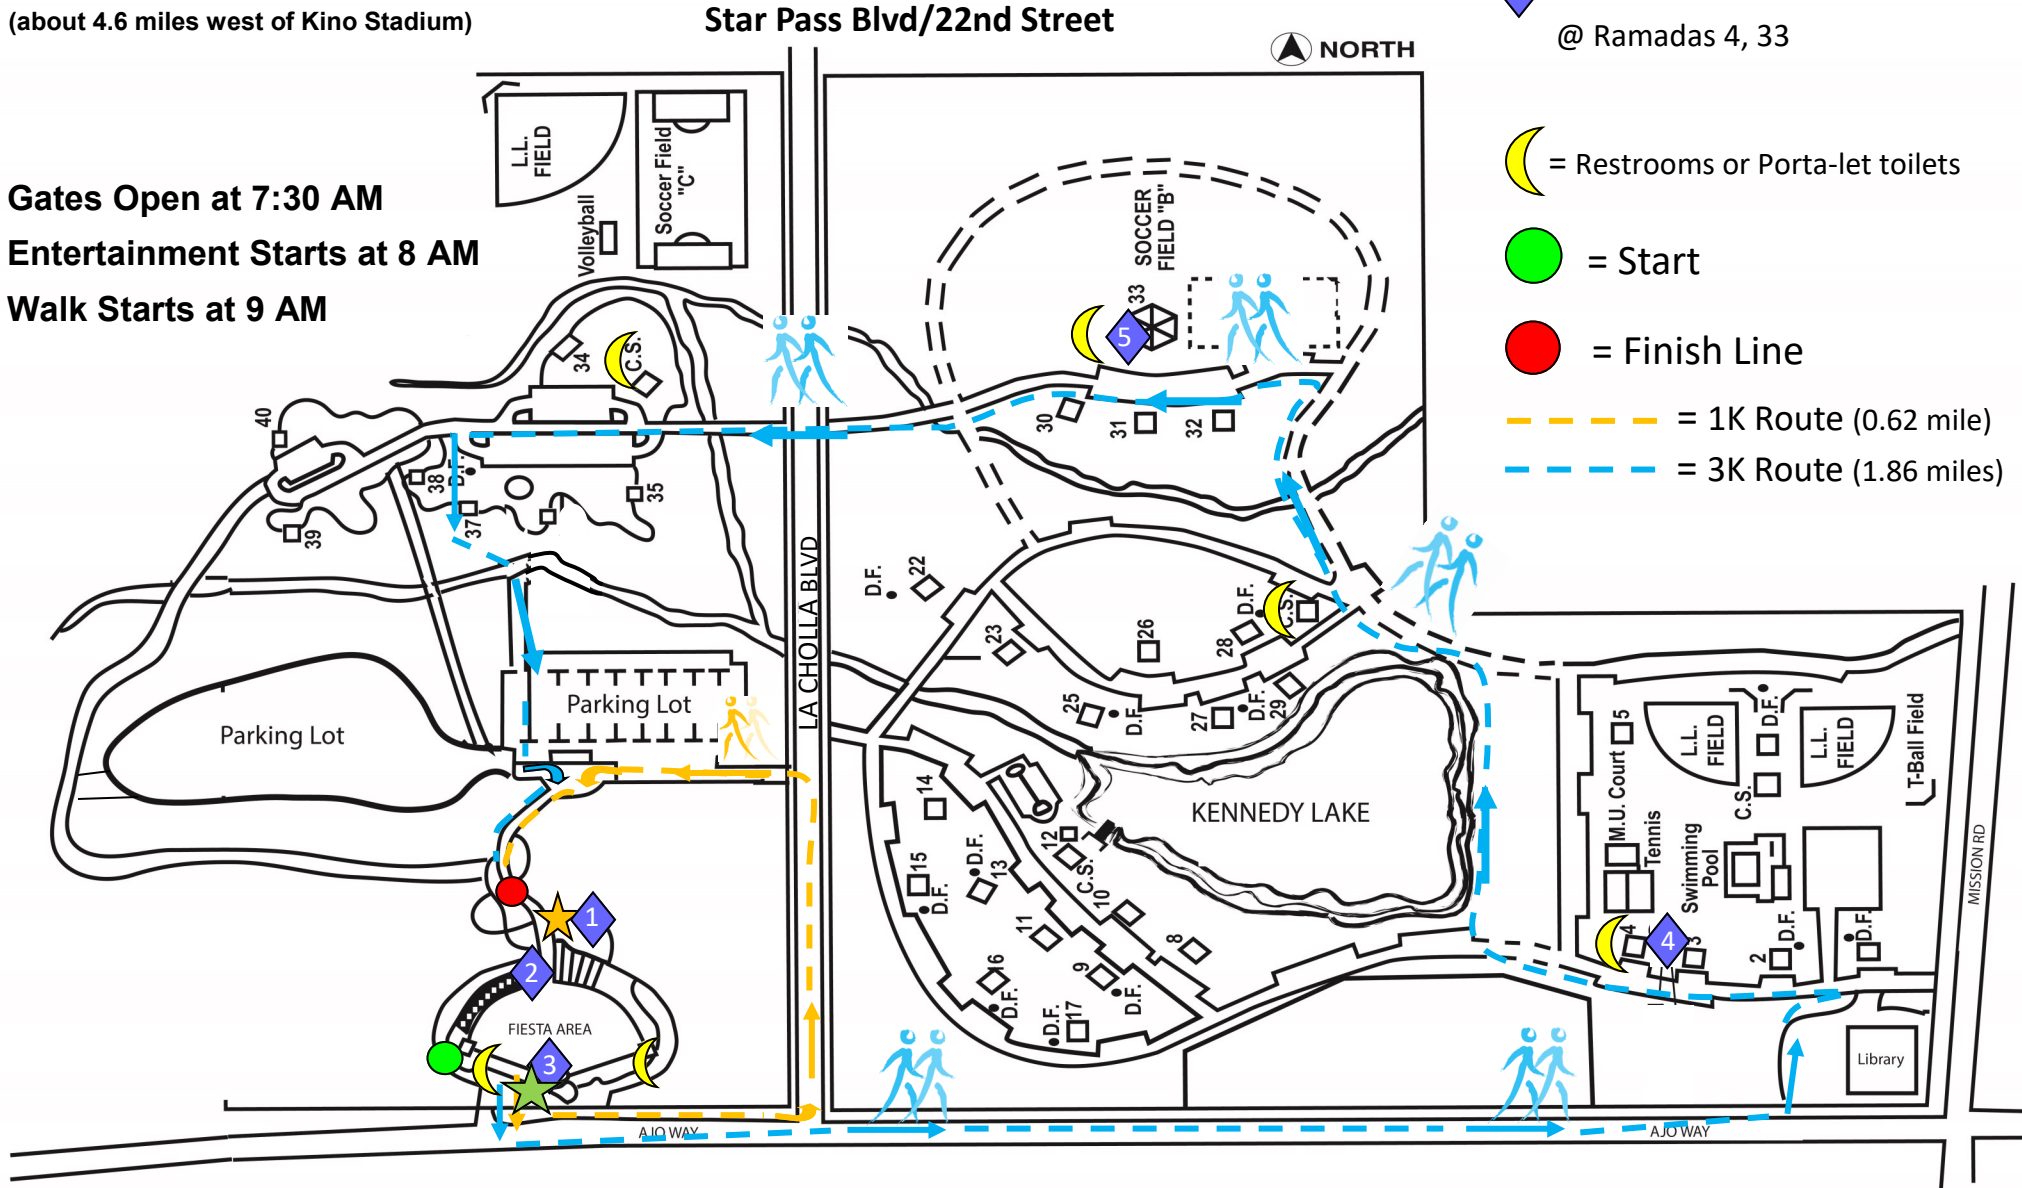 (about 4.6 miles west of Kino Stadium)
Star Pass Blvd/22nd Street
NORTH
@ Ramadas 4, 33
= Restrooms or Porta-let toilets
= Start
= Finish Line
= 1K Route (0.62 mile)
= 3K Route (1.86 miles)
Gates Open at 7:30 AM
Entertainment Starts at 8 AM
Walk Starts at 9 AM
L.L.
FIELD
Soccer Field
"C"
Volleyball
SOCCER
FIELD "B"
33
5
34
C.S.
40
38
D.F.
37
35
39
30
31
32
LA CHOLLA BLVD
D.F.
22
23
26
28
D.F.
C.S.
25
D.F.
27
D.F.
29
Parking Lot
Parking Lot
KENNEDY LAKE
14
15
D.F.
D.F.
13
12
C.S.
10
11
8
9
D.F.
16
D.F.
D.F.
17
M.U. Court
5
Tennis
Swimming
Pool
L.L.
FIELD
D.F.
L.L.
FIELD
T-Ball Field
C.S.
4
4
3
2
D.F.
D.F.
MISSION RD
Library
1
2
FIESTA AREA
3
AJO WAY
AJO WAY